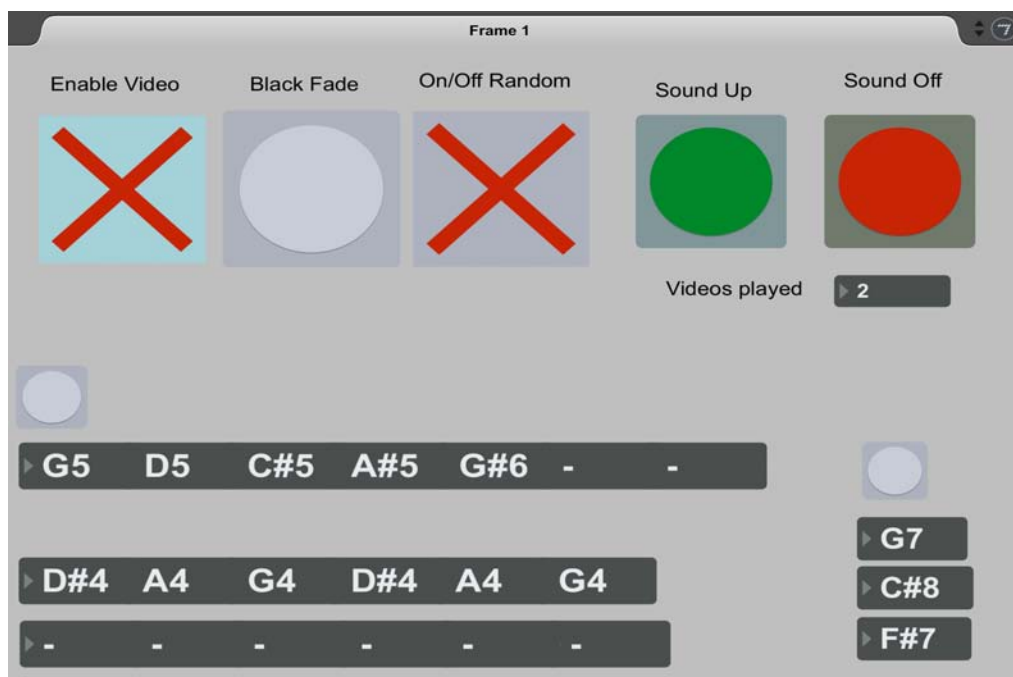 Frame 1
7
Enable Video
Black Fade
On/Off Random
Sound Up
Sound Off
Videos played 2
G5 D5 C#5 A#5 G#6 - -
G7
D#4 A4 G4 D#4 A4 G4
C#8
- - - - - -
F#7